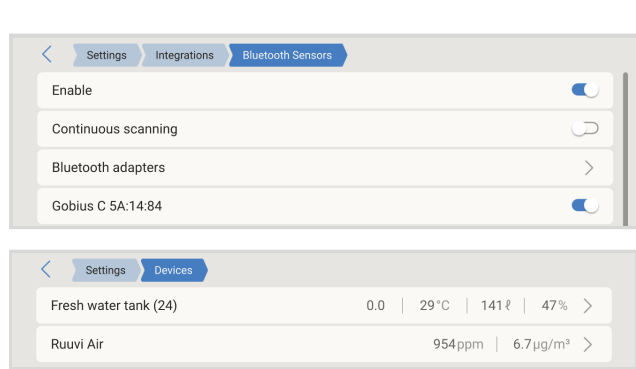 Settings Integrations Bluetooth Sensors
Enable
Continuous scanning
Bluetooth adapters
Gobius C 5A:14:84
Settings Devices
Fresh water tank (24) 0.0 29°C 141ℓ 47%
Ruuvi Air 954ppm 6.7µg/m³